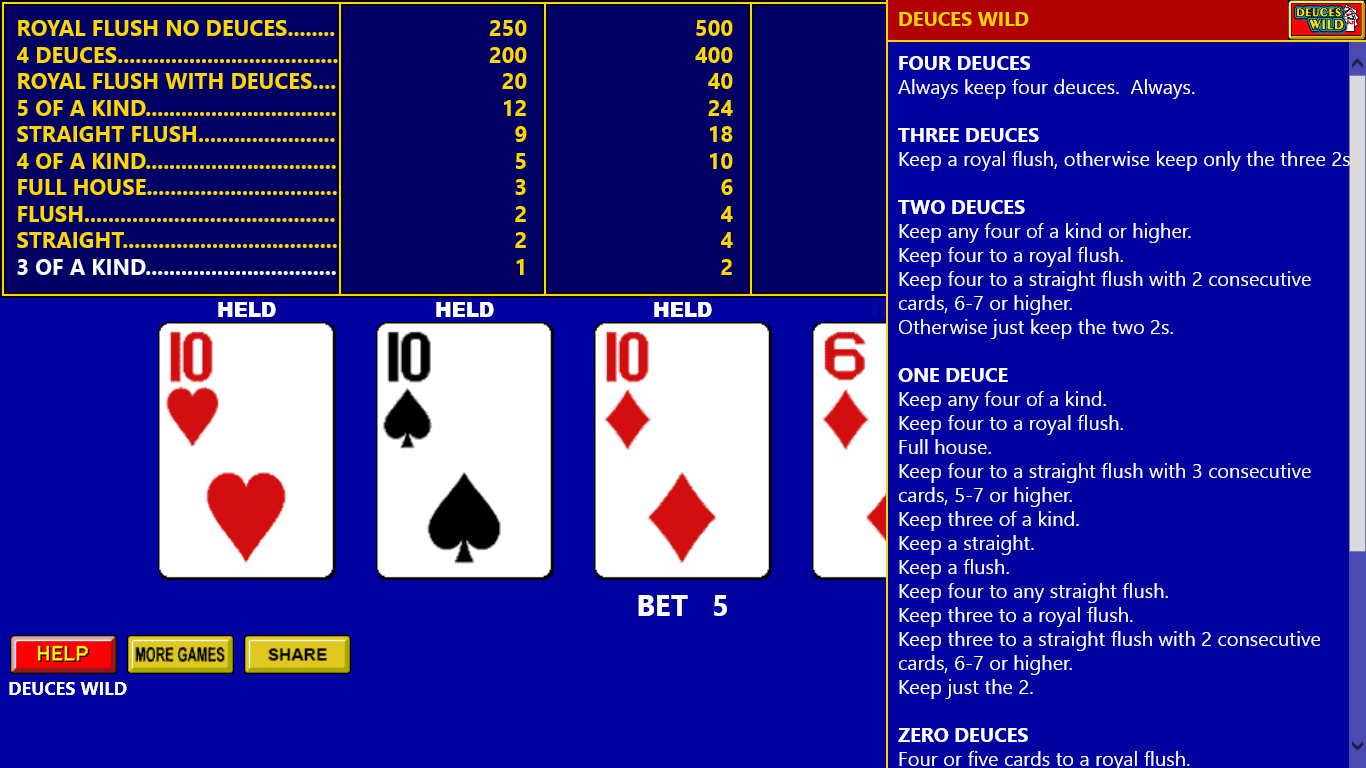 ROYAL FLUSH NO DEUCES........ 250 500
4 DEUCES..................................... 200 400
ROYAL FLUSH WITH DEUCES.... 20 40
5 OF A KIND................................ 12 24
STRAIGHT FLUSH....................... 9 18
4 OF A KIND................................ 5 10
FULL HOUSE................................ 3 6
FLUSH.......................................... 2 4
STRAIGHT.................................... 2 4
3 OF A KIND................................ 1 2
HELD HELD HELD
10 10 10 6
BET 5
HELP MORE GAMES SHARE
DEUCES WILD
DEUCES WILD
DEUCES
WILD
FOUR DEUCES
Always keep four deuces.  Always.
THREE DEUCES
Keep a royal flush, otherwise keep only the three 2s
TWO DEUCES
Keep any four of a kind or higher.
Keep four to a royal flush.
Keep four to a straight flush with 2 consecutive
cards, 6-7 or higher.
Otherwise just keep the two 2s.
ONE DEUCE
Keep any four of a kind.
Keep four to a royal flush.
Full house.
Keep four to a straight flush with 3 consecutive
cards, 5-7 or higher.
Keep three of a kind.
Keep a straight.
Keep a flush.
Keep four to any straight flush.
Keep three to a royal flush.
Keep three to a straight flush with 2 consecutive
cards, 6-7 or higher.
Keep just the 2.
ZERO DEUCES
Four or five cards to a royal flush.